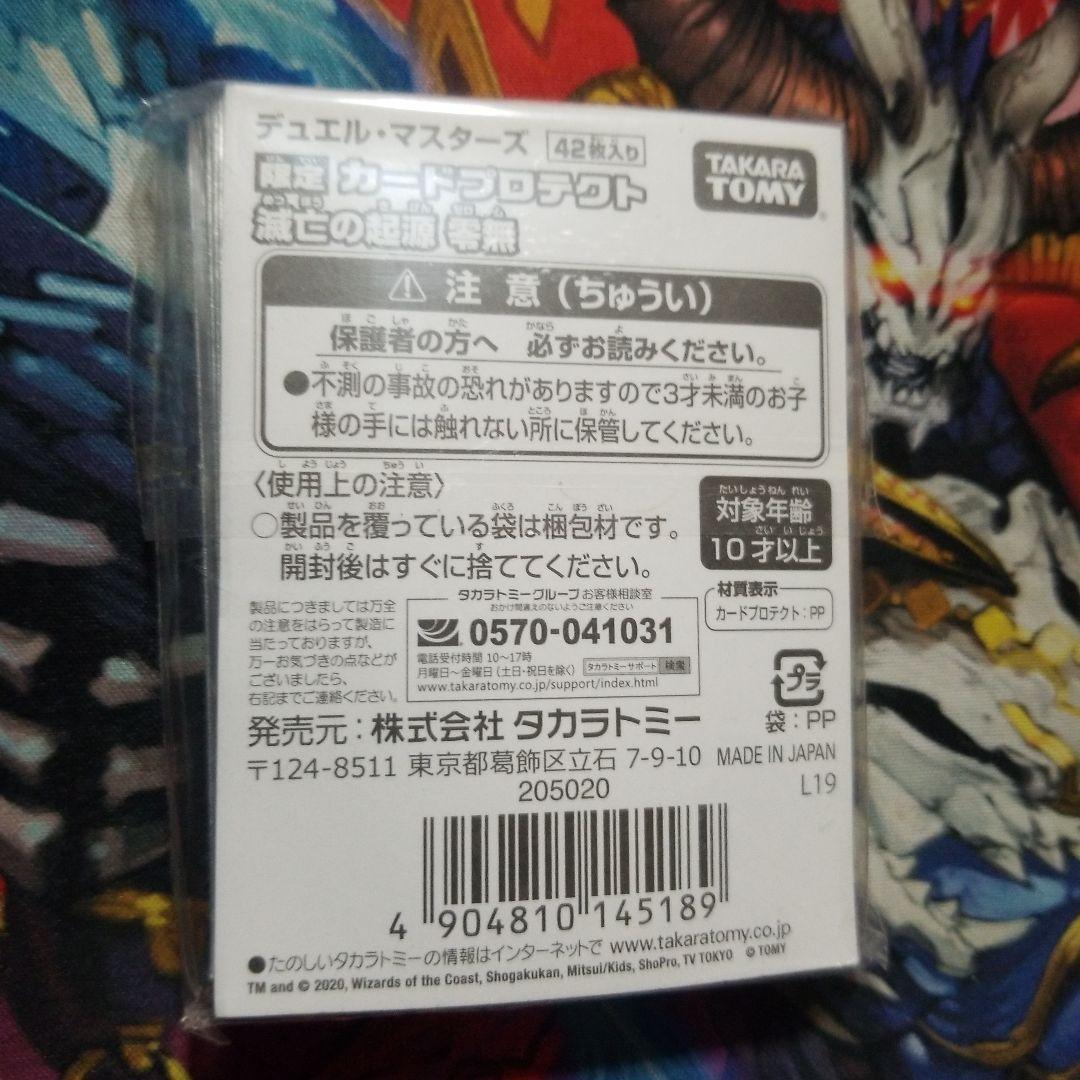 デュエル・マスターズ 42枚入り
TAKARA TOMY
限定 カードプロテクト
滅亡の起源 零無
⚠ 注意(ちゅうい)
保護者の方へ 必ずお読みください。
●不測の事故の恐れがありますので3才未満のお子
様の手には触れない所に保管してください。
〈使用上の注意〉
○製品を覆っている袋は梱包材です。
開封後はすぐに捨ててください。
対象年齢
10才以上
材質表示
カードプロテクト:PP
製品につきましては万全
の注意をはらって製造に
当たっておりますが、
万一お気づきの点などが
ございましたら、
右記までご連絡ください。
タカラトミーグループお客様相談室
おかけ間違えのないようご注意ください
0570-041031
電話受付時間 10〜17時
月曜日〜金曜日(土・日・祝日を除く) タカラトミーサポート 検索
www.takaratomy.co.jp/support/index.html
プラ
袋:PP
発売元:株式会社 タカラトミー
〒124-8511 東京都葛飾区立石 7-9-10
MADE IN JAPAN
205020
L19
4 904810 145189
●たのしいタカラトミーの情報はインターネットで www.takaratomy.co.jp © TOMY
TM and © 2020, Wizards of the Coast, Shogakukan, Mitsui/Kids, ShoPro, TV TOKYO